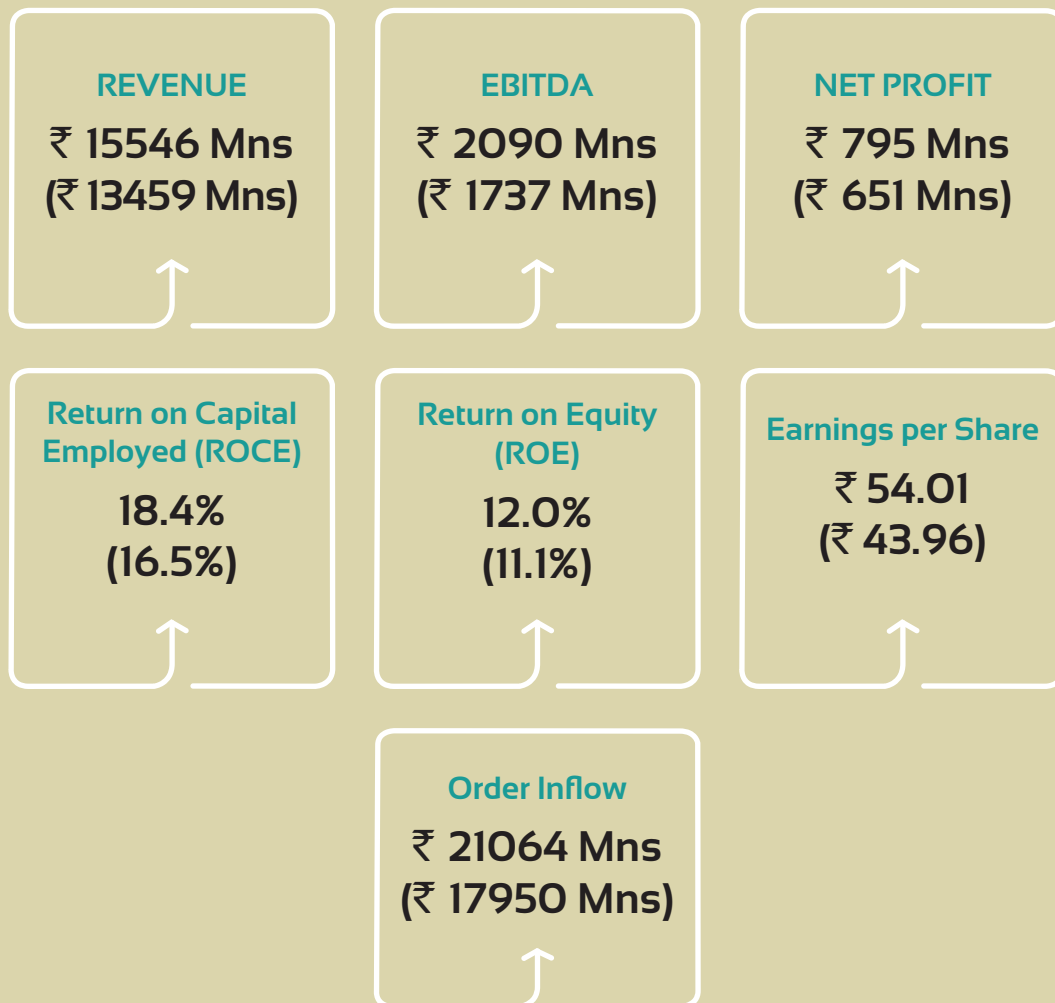 REVENUE
₹ 15546 Mns
(₹ 13459 Mns)
EBITDA
₹ 2090 Mns
(₹ 1737 Mns)
NET PROFIT
₹ 795 Mns
(₹ 651 Mns)
Return on Capital
Employed (ROCE)
18.4%
(16.5%)
Return on Equity
(ROE)
12.0%
(11.1%)
Earnings per Share
₹ 54.01
(₹ 43.96)
Order Inflow
₹ 21064 Mns
(₹ 17950 Mns)